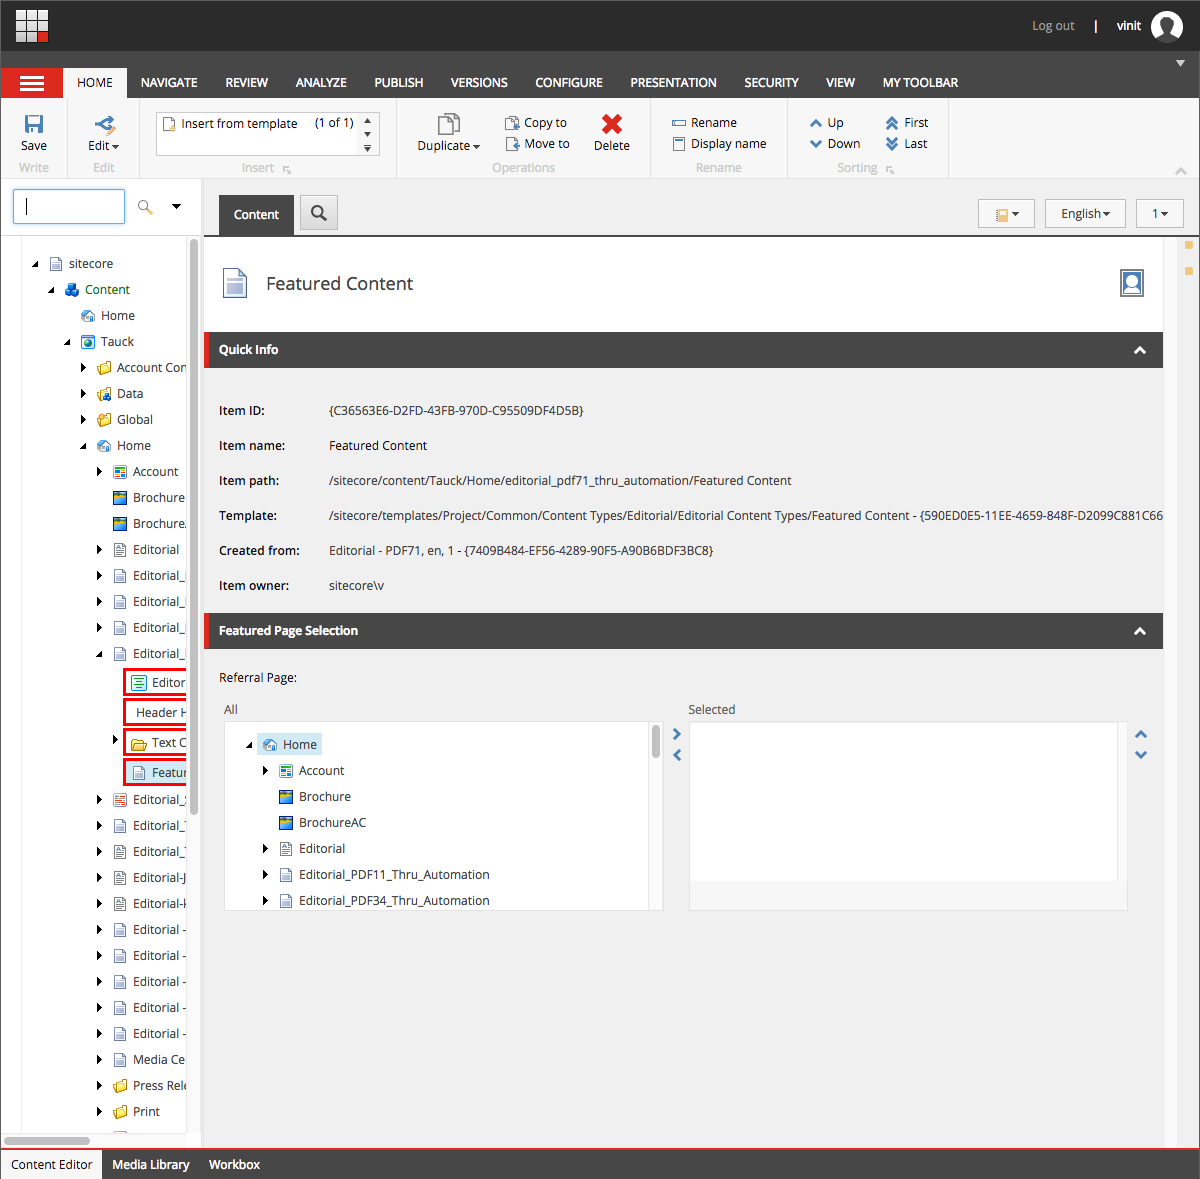 Log out | vinit
HOME NAVIGATE REVIEW ANALYZE PUBLISH VERSIONS CONFIGURE PRESENTATION SECURITY VIEW MY TOOLBAR
Save
Write
Edit
Edit
Insert from template (1 of 1)
Insert
Duplicate
Copy to
Move to
Delete
Operations
Rename
Display name
Rename
Up
Down
First
Last
Sorting
Content
English
1
sitecore
Content
Home
Tauck
Account Con
Data
Global
Home
Account
Brochure
Brochure
Editorial
Editorial_
Editorial_
Editorial_
Editorial_
Editor
Header H
Text C
Featur
Editorial_S
Editorial_T
Editorial_T
Editorial-J
Editorial-k
Editorial -
Editorial -
Editorial -
Editorial -
Editorial -
Media Ce
Press Rele
Print
Featured Content
Quick Info
Item ID: {C36563E6-D2FD-43FB-970D-C95509DF4D5B}
Item name: Featured Content
Item path: /sitecore/content/Tauck/Home/editorial_pdf71_thru_automation/Featured Content
Template: /sitecore/templates/Project/Common/Content Types/Editorial/Editorial Content Types/Featured Content - {590ED0E5-11EE-4659-848F-D2099C881C66
Created from: Editorial - PDF71, en, 1 - {7409B484-EF56-4289-90F5-A90B6BDF3BC8}
Item owner: sitecore\v
Featured Page Selection
Referral Page:
All
Selected
Home
Account
Brochure
BrochureAC
Editorial
Editorial_PDF11_Thru_Automation
Editorial_PDF34_Thru_Automation
Content Editor Media Library Workbox